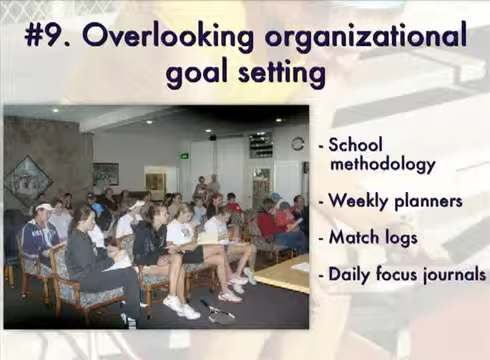 #9. Overlooking organizational
goal setting
- School
methodology
- Weekly planners
- Match logs
- Daily focus journals